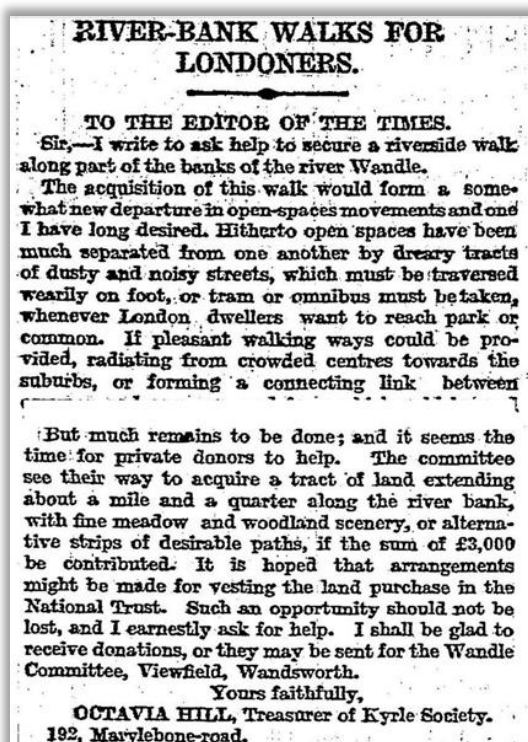 RIVER-BANK WALKS FOR
LONDONERS.
TO THE EDITOR OF THE TIMES.
Sir,—I write to ask help to secure a riverside walk
along part of the banks of the river Wandle.
The acquisition of this walk would form a some-
what new departure in open-spaces movements and one
I have long desired. Hitherto open spaces have been
much separated from one another by dreary tracts
of dusty and noisy streets, which must be traversed
wearily on foot, or tram or omnibus must be taken,
whenever London dwellers want to reach park or
common. If pleasant walking ways could be pro-
vided, radiating from crowded centres towards the
suburbs, or forming a connecting link between
But much remains to be done; and it seems the
time for private donors to help. The committee
see their way to acquire a tract of land extending
about a mile and a quarter along the river bank,
with fine meadow and woodland scenery, or alterna-
tive strips of desirable paths, if the sum of £3,000
be contributed. It is hoped that arrangements
might be made for vesting the land purchase in the
National Trust. Such an opportunity should not be
lost, and I earnestly ask for help. I shall be glad to
receive donations, or they may be sent for the Wandle
Committee, Viewfield, Wandsworth.
Yours faithfully,
OCTAVIA HILL, Treasurer of Kyrle Society.
192, Marylebone-road.